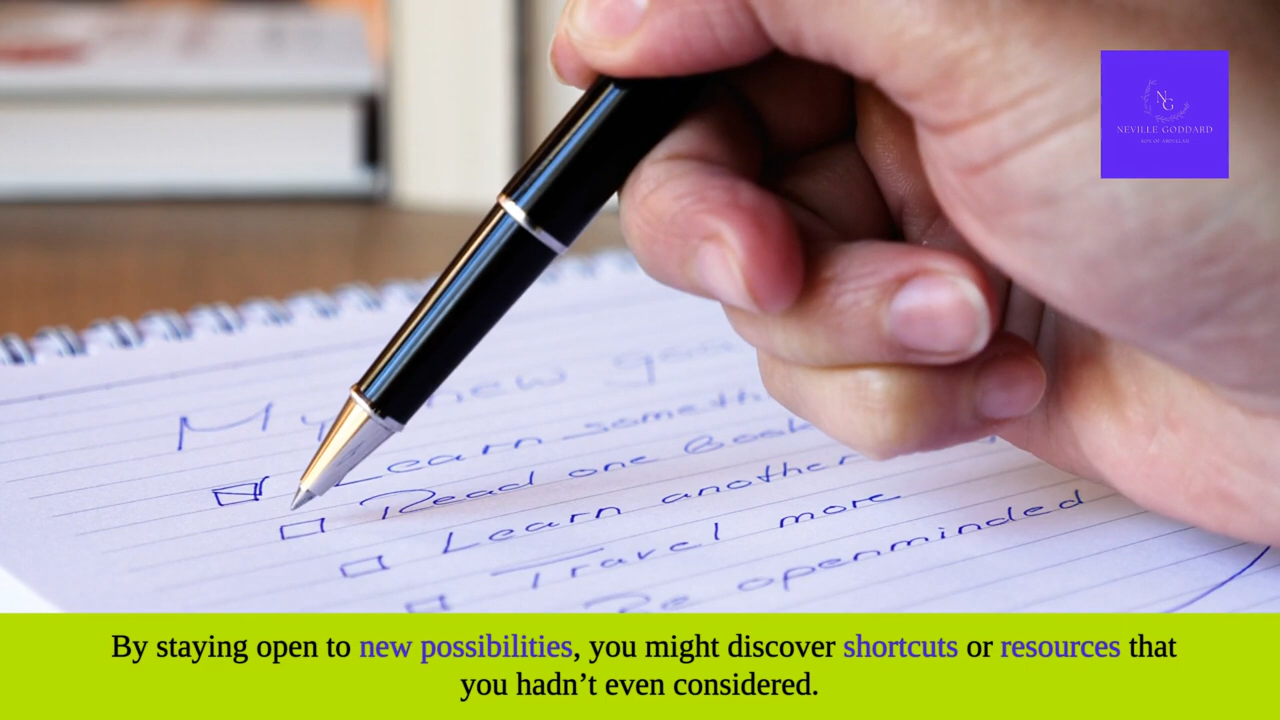 NG
NEVILLE GODDARD
My new goa
Learn someth
Read one Book
Learn another
Travel more
Be openminded
By staying open to new possibilities, you might discover shortcuts or resources that
you hadn’t even considered.